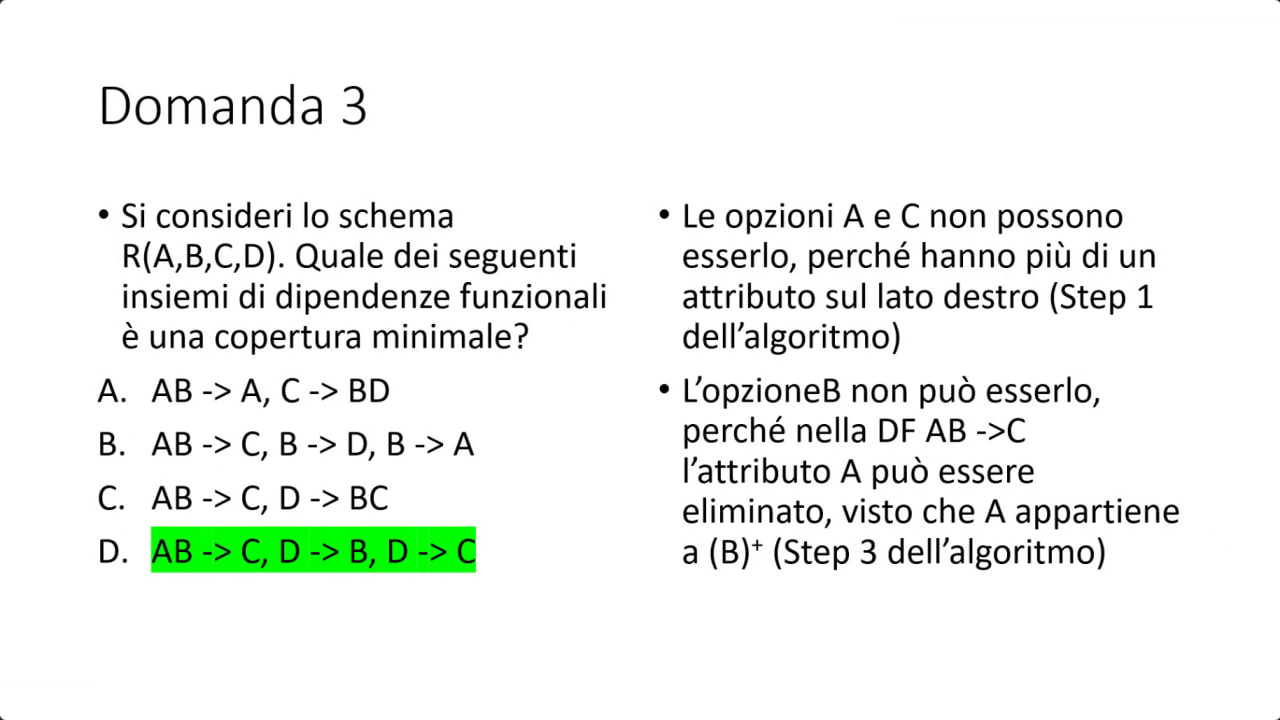 Domanda 3
• Si consideri lo schema
R(A,B,C,D). Quale dei seguenti
insiemi di dipendenze funzionali
è una copertura minimale?
A. AB -> A, C -> BD
B. AB -> C, B -> D, B -> A
C. AB -> C, D -> BC
D. AB -> C, D -> B, D -> C
• Le opzioni A e C non possono
esserlo, perché hanno più di un
attributo sul lato destro (Step 1
dell’algoritmo)
• L’opzioneB non può esserlo,
perché nella DF AB ->C
l’attributo A può essere
eliminato, visto che A appartiene
a (B)⁺ (Step 3 dell’algoritmo)